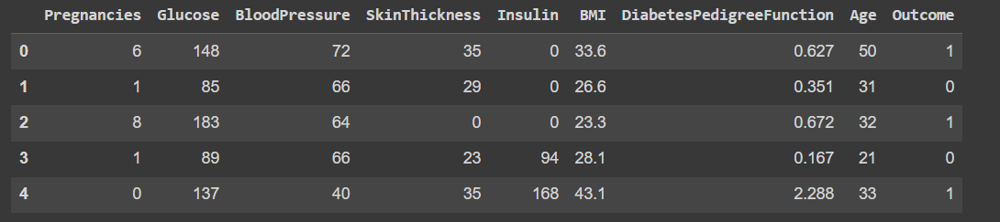 Pregnancies Glucose BloodPressure SkinThickness Insulin BMI DiabetesPedigreeFunction Age Outcome
0 6 148 72 35 0 33.6 0.627 50 1
1 1 85 66 29 0 26.6 0.351 31 0
2 8 183 64 0 0 23.3 0.672 32 1
3 1 89 66 23 94 28.1 0.167 21 0
4 0 137 40 35 168 43.1 2.288 33 1